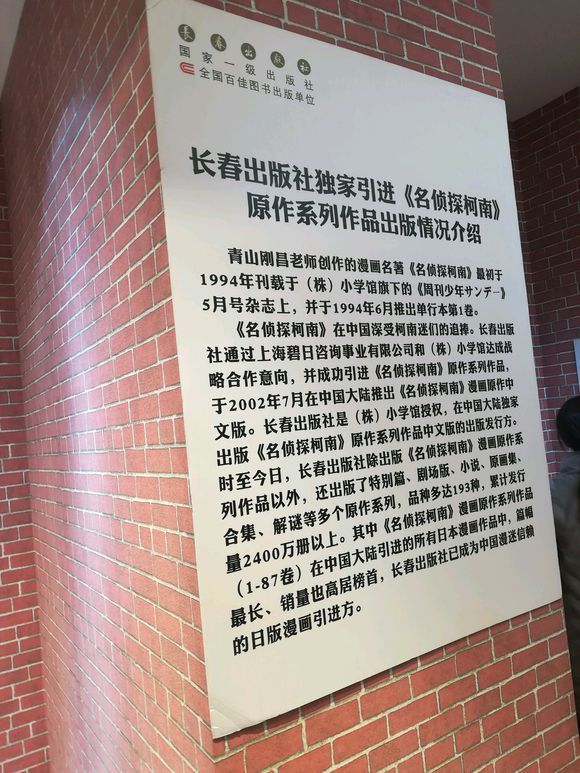 長春出版社
国家一级出版社
全国百佳图书出版单位
长春出版社独家引进《名侦探柯南》
原作系列作品出版情况介绍
青山刚昌老师创作的漫画名著《名侦探柯南》最初于
1994年刊载于（株）小学馆旗下的《周刊少年サンデー》
5月号杂志上，并于1994年6月推出单行本第1卷。
《名侦探柯南》在中国深受柯南迷们的追捧。长春出版
社通过上海碧日咨询事业有限公司和（株）小学馆达成战
略合作意向，并成功引进《名侦探柯南》原作系列作品，
于2002年7月在中国大陆推出《名侦探柯南》漫画原作中
文版。长春出版社是（株）小学馆授权，在中国大陆独家
出版《名侦探柯南》原作系列作品中文版的出版发行方。
时至今日，长春出版社除出版《名侦探柯南》漫画原作系
列作品以外，还出版了特别篇、剧场版、小说、原画集、
合集、解谜等多个原作系列，品种多达193种，累计发行
量2400万册以上。其中《名侦探柯南》漫画原作系列作品
（1-87卷）在中国大陆引进的所有日本漫画作品中，篇幅
最长、销量也高居榜首，长春出版社已成为中国漫迷信赖
的日版漫画引进方。